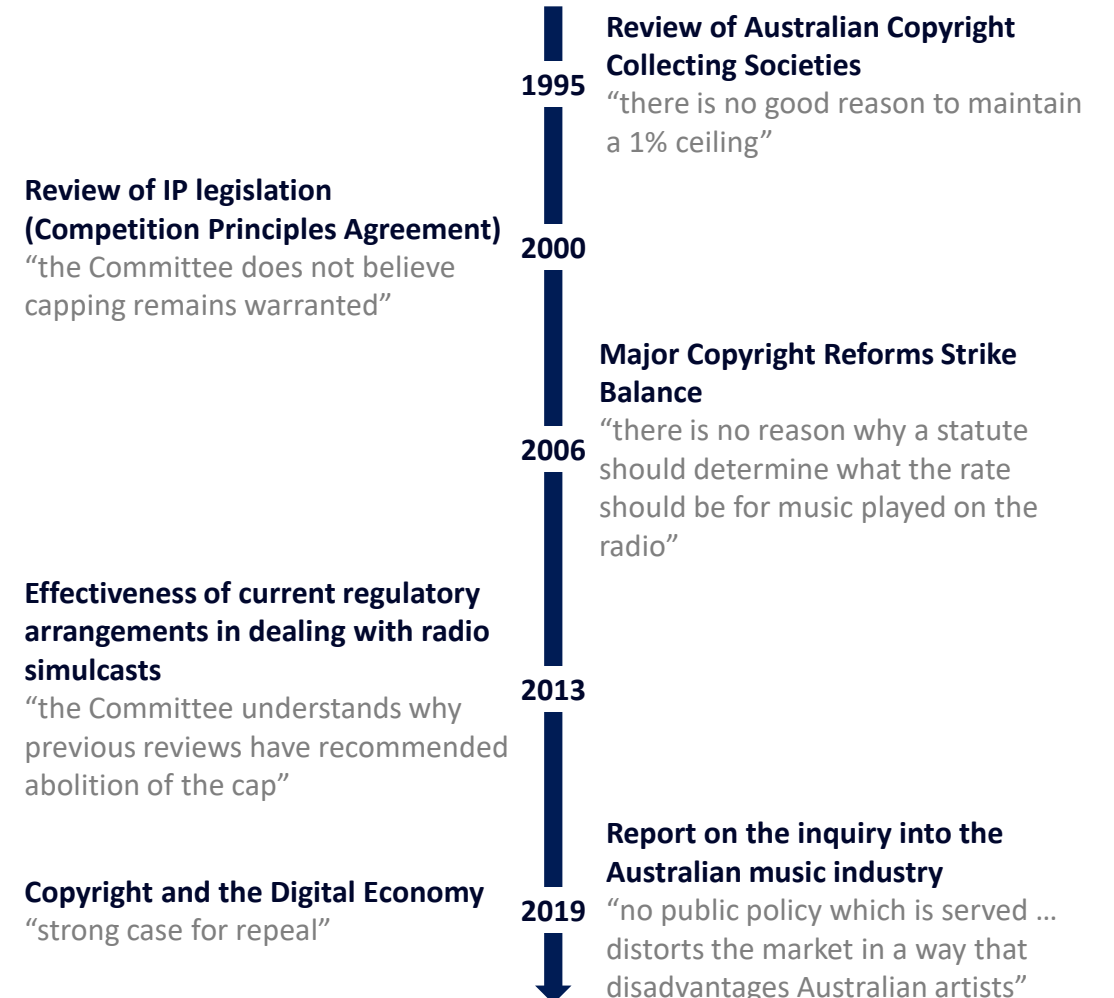 Review of Australian Copyright
Collecting Societies
1995
“there is no good reason to maintain
a 1% ceiling”
Review of IP legislation
(Competition Principles Agreement)
2000
“the Committee does not believe
capping remains warranted”
Major Copyright Reforms Strike
Balance
2006
“there is no reason why a statute
should determine what the rate
should be for music played on the
radio”
Effectiveness of current regulatory
arrangements in dealing with radio
simulcasts
2013
“the Committee understands why
previous reviews have recommended
abolition of the cap”
Copyright and the Digital Economy
“strong case for repeal”
2019
Report on the inquiry into the
Australian music industry
“no public policy which is served ...
distorts the market in a way that
disadvantages Australian artists”